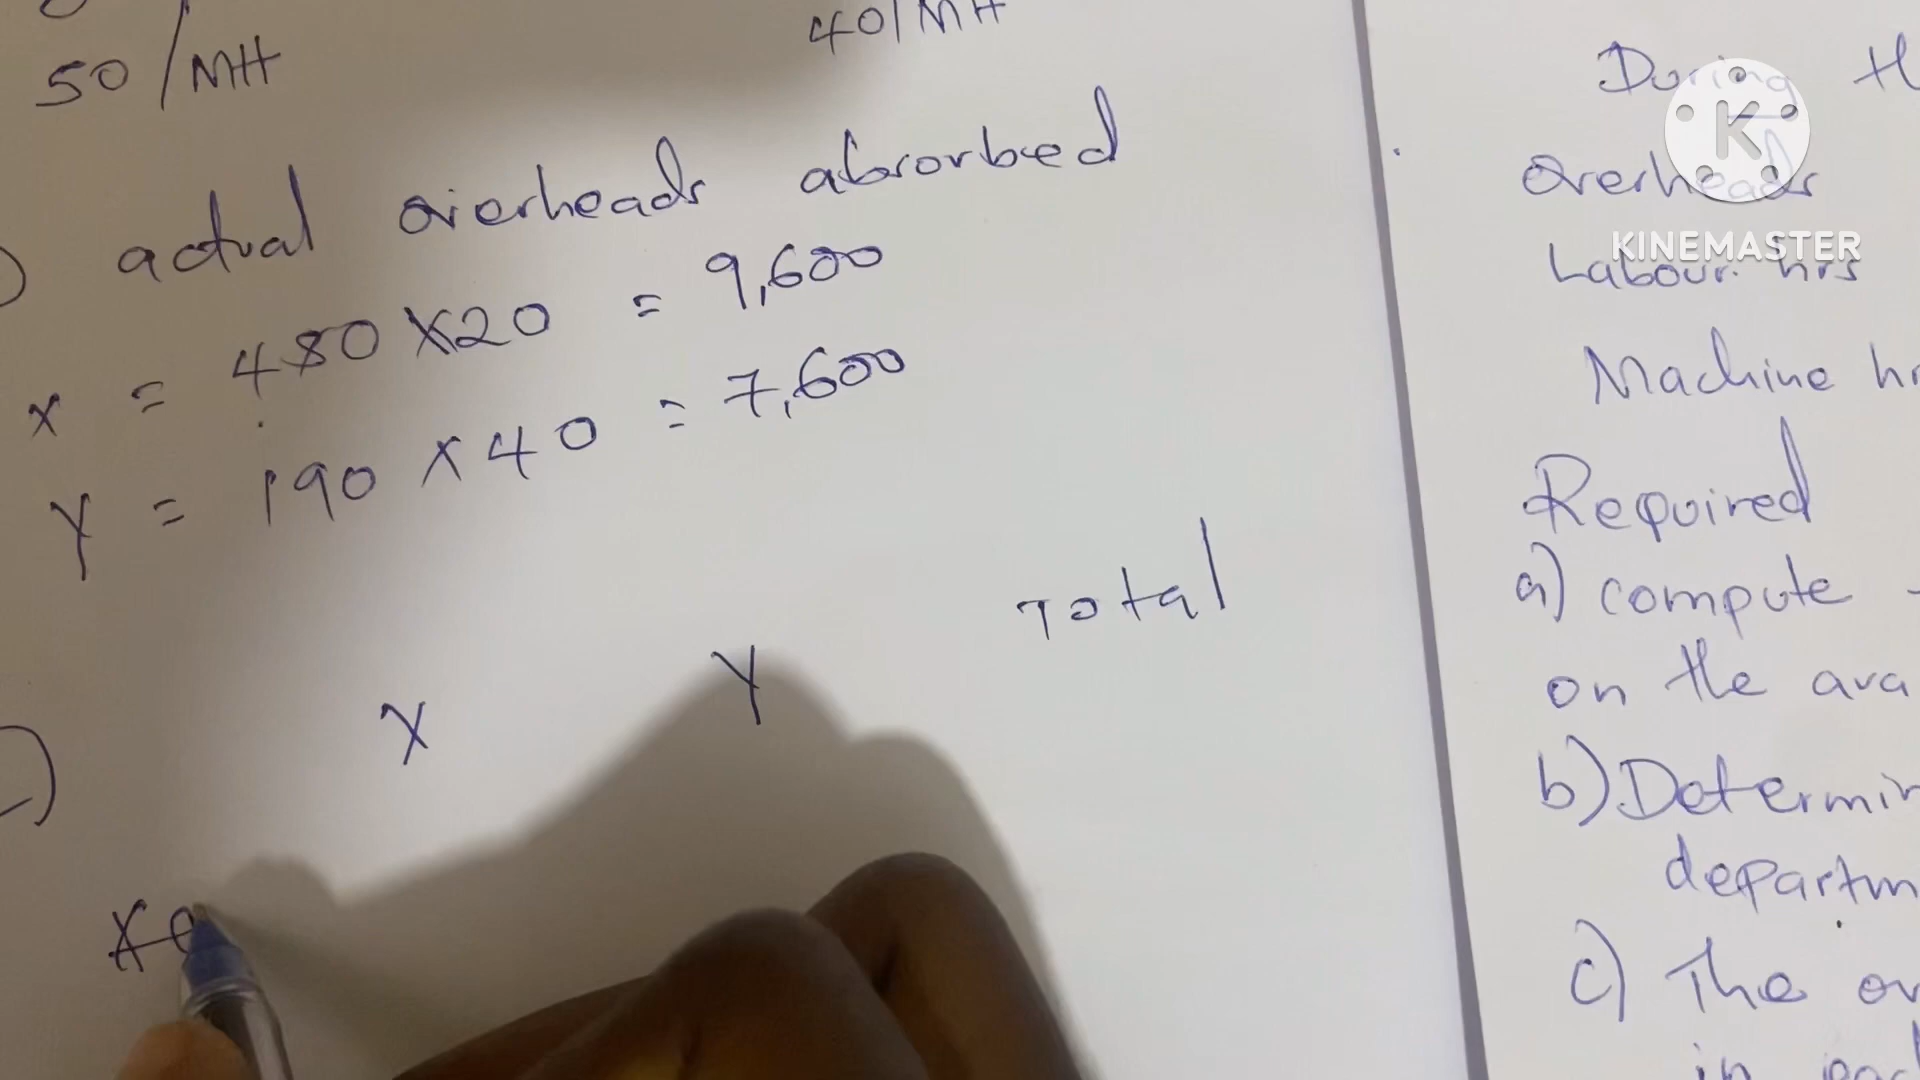 50/MH 40/MH
actual overheads absorbed
x = 480 x 20 = 9,600
y = 190 x 40 = 7,600
X Y Total
During
overheads
Labour hrs
Machine
Required
a) compute
on the
b) Determin
departm
c) The
in
KINEMASTER